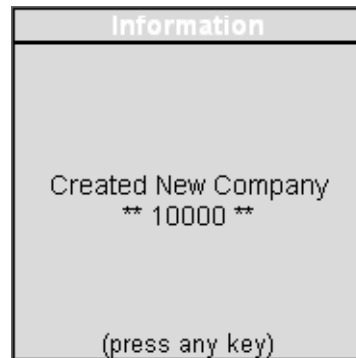 Information
Created New Company
** 10000 **
(press any key)